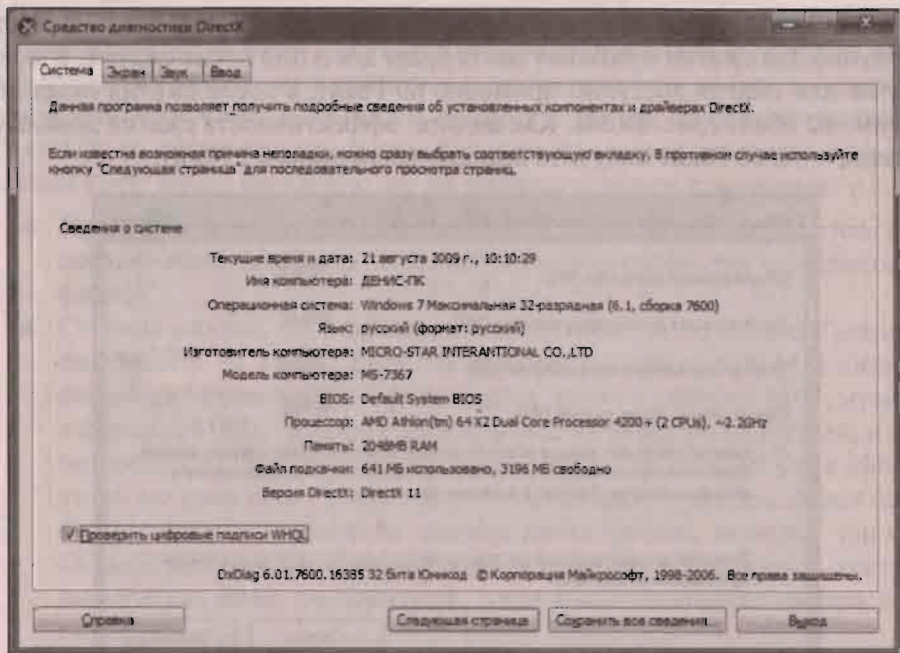 Средство диагностики DirectX
Система Экран Звук Ввод
Данная программа позволяет получить подробные сведения об установленных компонентах и драйверах DirectX.
Если известна возможная причина неполадки, можно сразу выбрать соответствующую вкладку. В противном случае используйте
кнопку "Следующая страница" для последовательного просмотра страниц.
Сведения о системе
Текущие время и дата: 21 августа 2009 г., 10:10:29
Имя компьютера: ДЕНИС-ПК
Операционная система: Windows 7 Максимальная 32-разрядная (6.1, сборка 7600)
Язык: русский (формат: русский)
Изготовитель компьютера: MICRO-STAR INTERANTIONAL CO.,LTD
Модель компьютера: MS-7367
BIOS: Default System BIOS
Процессор: AMD Athlon(tm) 64 X2 Dual Core Processor 4200+ (2 CPUs), ~2.2GHz
Память: 2048MB RAM
Файл подкачки: 641 МБ использовано, 3196 МБ свободно
Версия DirectX: DirectX 11
Проверить цифровые подписи WHQL
DxDiag 6.01.7600.16385 32 бита Юникод © Корпорация Майкрософт, 1998-2006. Все права защищены.
Справка Следующая страница Сохранить все сведения... Выход